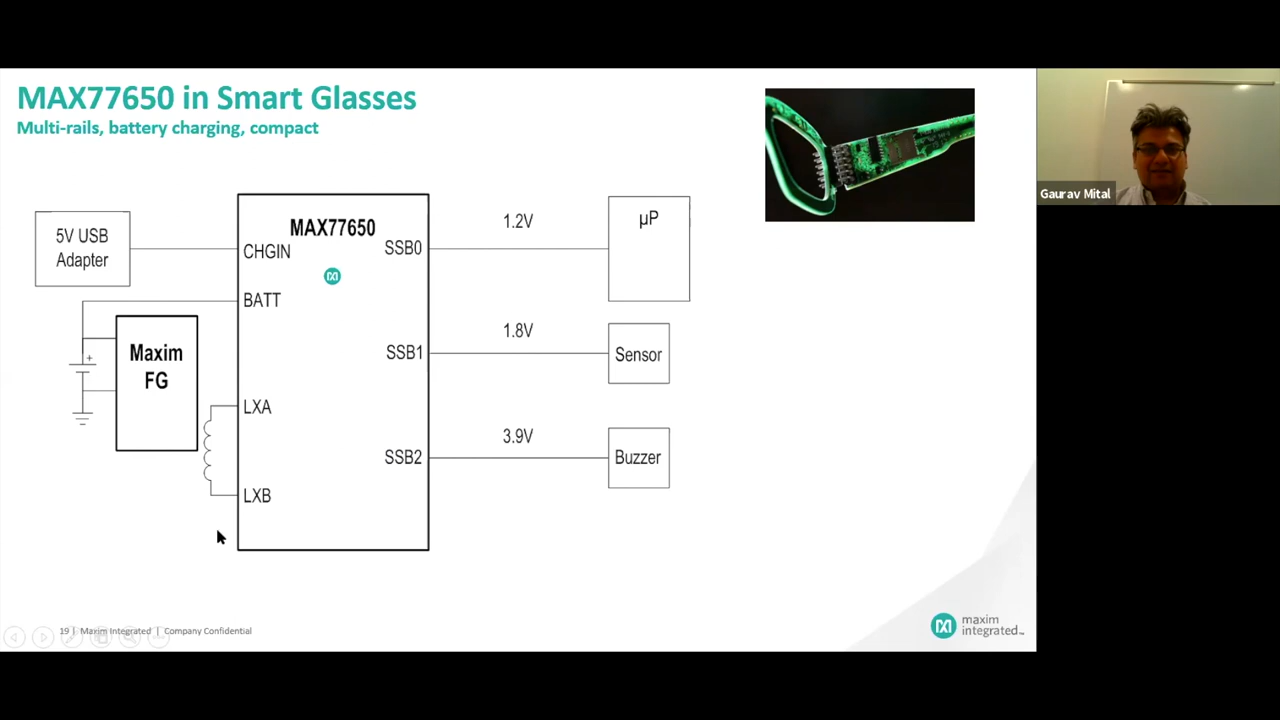 MAX77650 in Smart Glasses
Multi-rails, battery charging, compact
Gaurav Mital
5V USB
Adapter
MAX77650
CHGIN
SSB0
1.2V
µP
BATT
Maxim
FG
+
SSB1
1.8V
Sensor
LXA
SSB2
3.9V
Buzzer
LXB
19 | Maxim Integrated | Company Confidential
maxim
integrated™